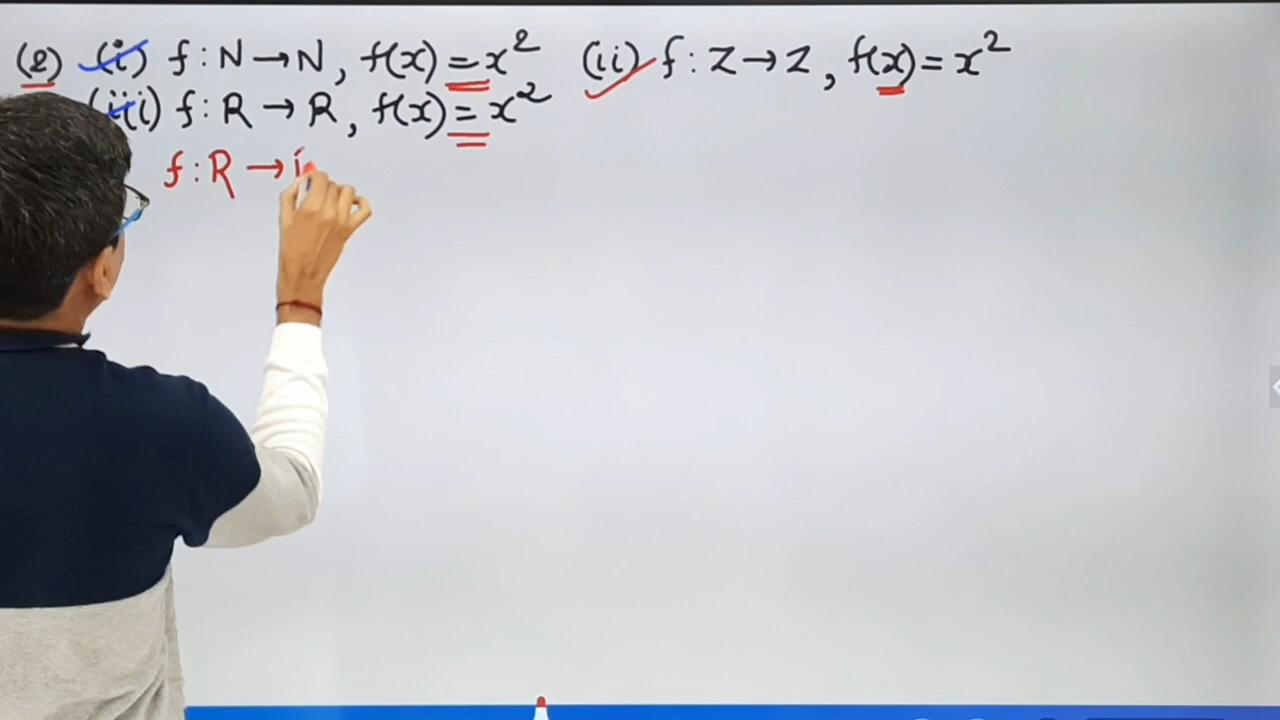 (2) (i) f : N → N, f(x) = x² (ii) f : Z → Z, f(x) = x²
(iii) f : R → R, f(x) = x²
f : R →